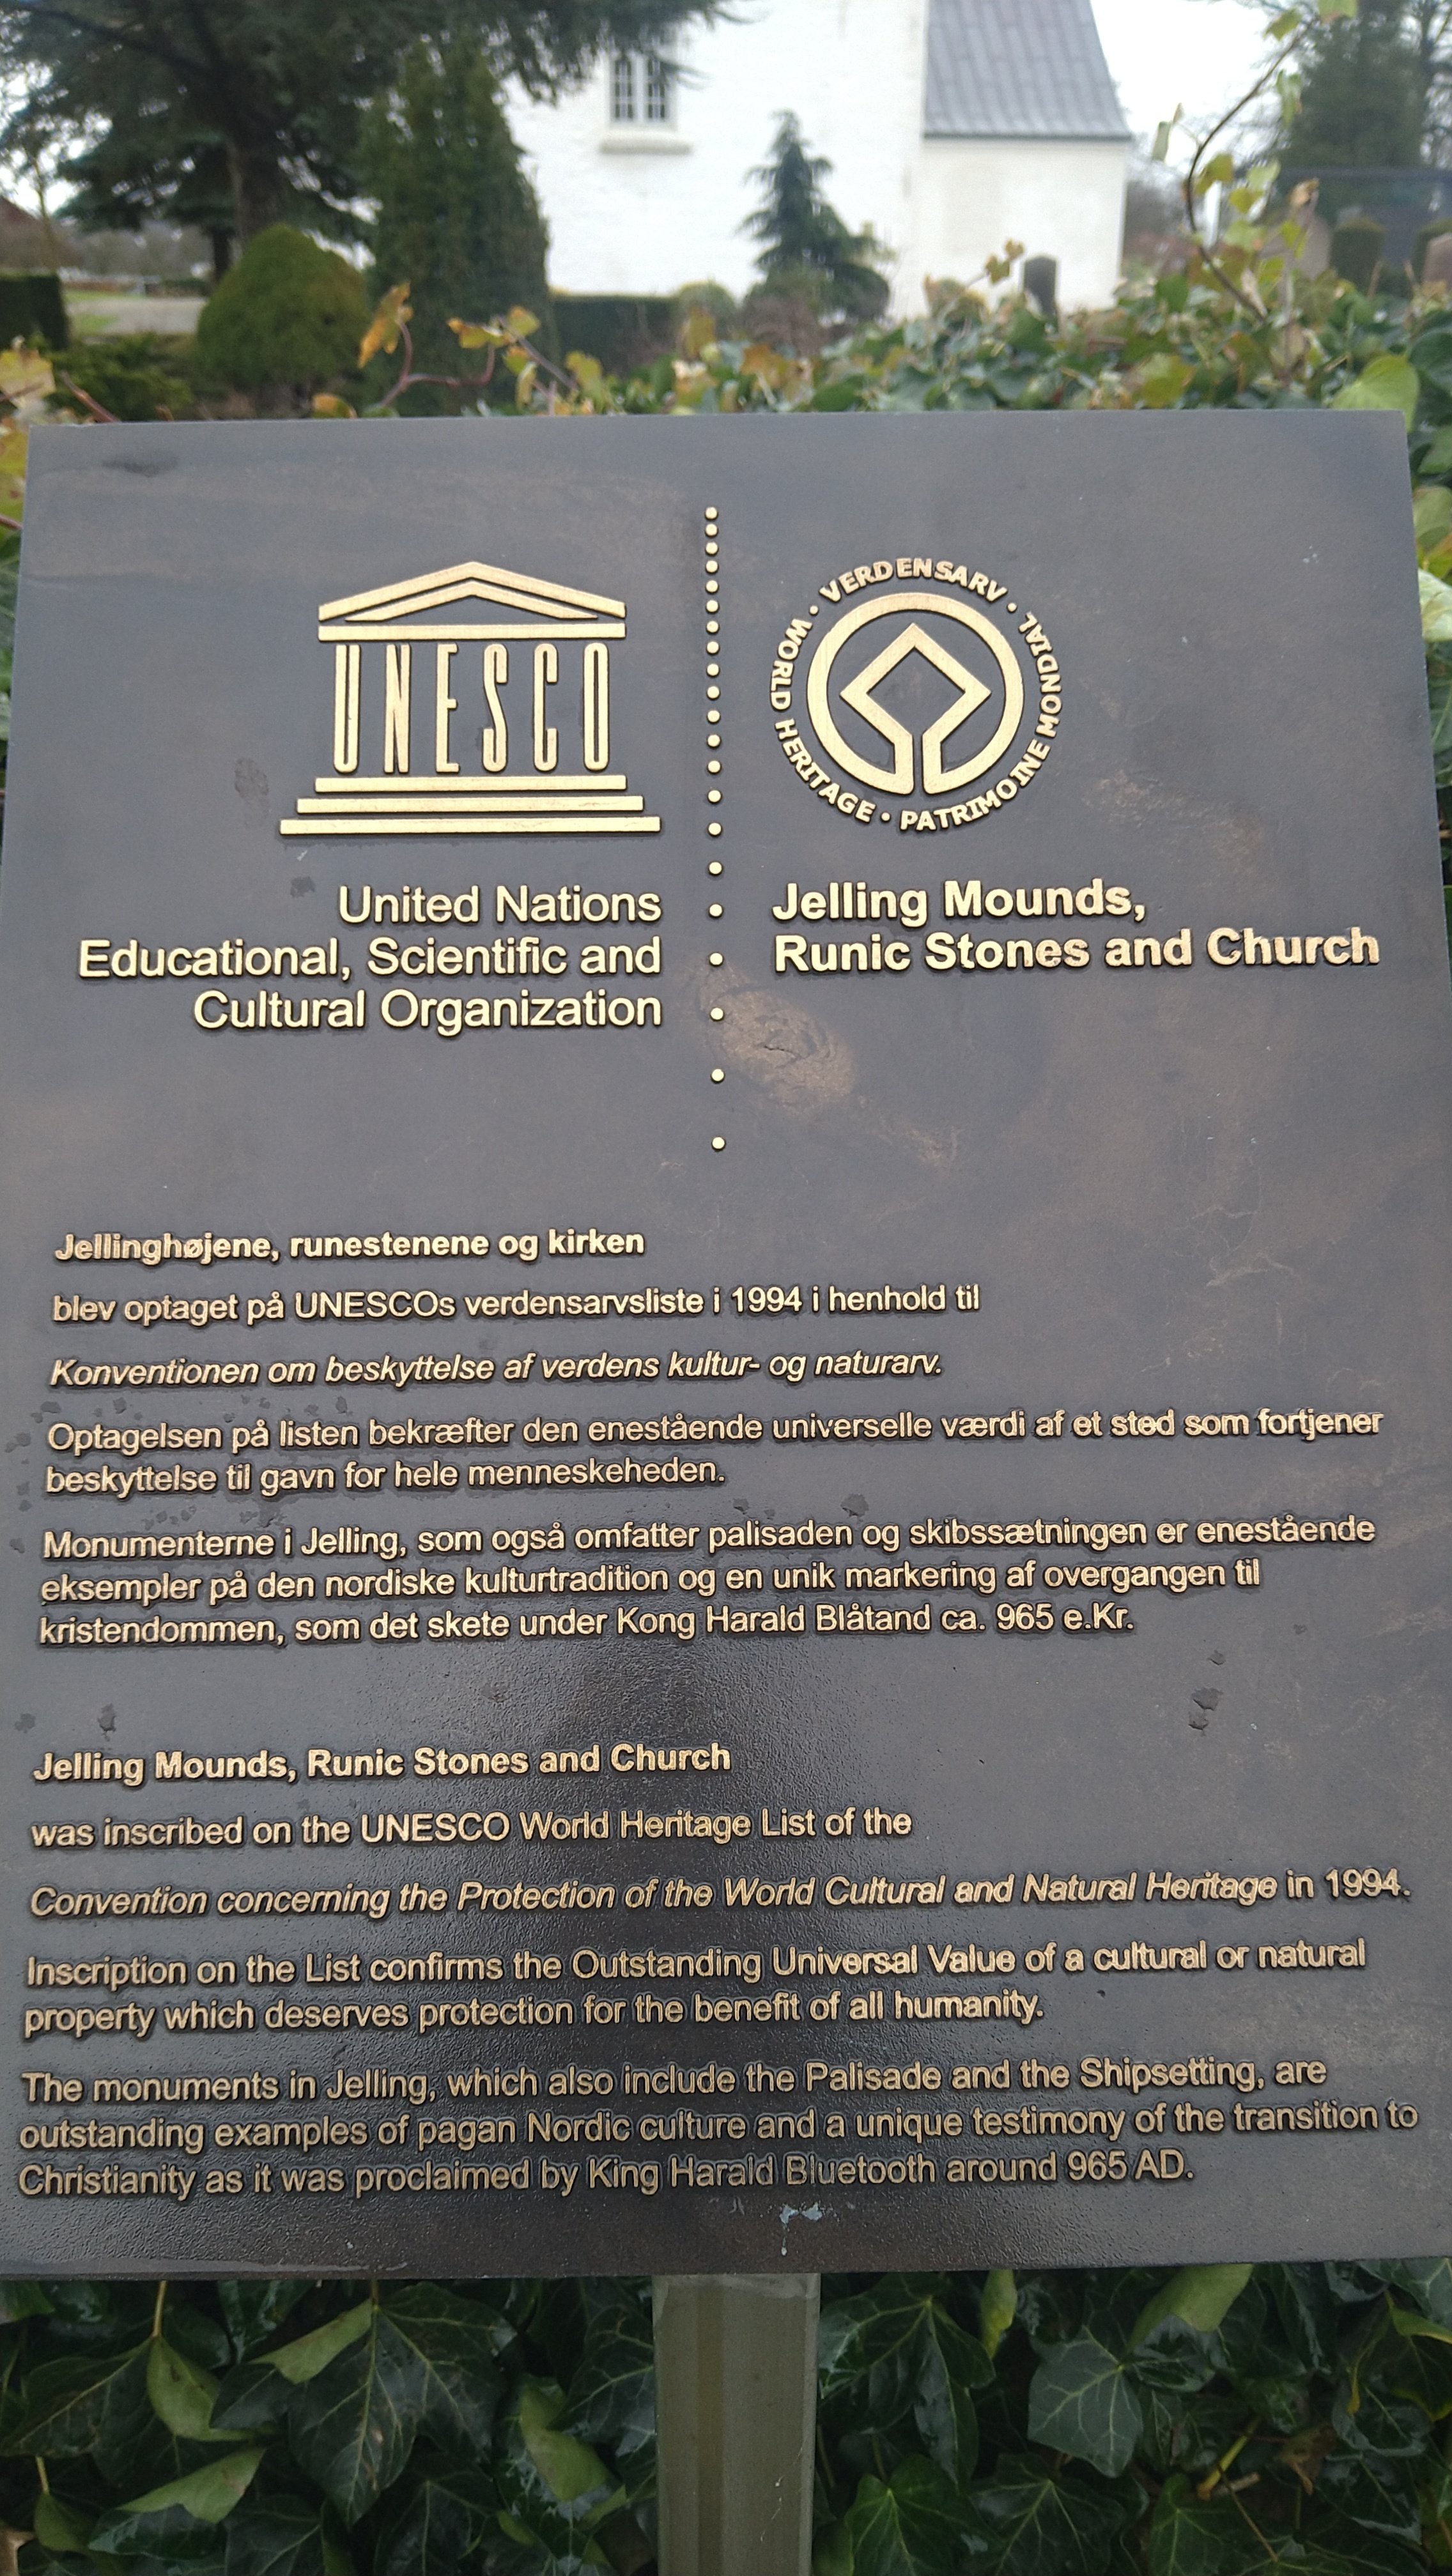 UNESCO
United Nations
Educational, Scientific and
Cultural Organization
VERDENSARV • WORLD HERITAGE • PATRIMOINE MONDIAL •
Jelling Mounds,
Runic Stones and Church
Jellinghøjene, runestenene og kirken
blev optaget på UNESCOs verdensarvsliste i 1994 i henhold til
Konventionen om beskyttelse af verdens kultur- og naturarv.
Optagelsen på listen bekræfter den enestående universelle værdi af et sted som fortjener
beskyttelse til gavn for hele menneskeheden.
Monumenterne i Jelling, som også omfatter palisaden og skibssætningen er enestående
eksempler på den nordiske kulturtradition og en unik markering af overgangen til
kristendommen, som det skete under Kong Harald Blåtand ca. 965 e.Kr.
Jelling Mounds, Runic Stones and Church
was inscribed on the UNESCO World Heritage List of the
Convention concerning the Protection of the World Cultural and Natural Heritage in 1994.
Inscription on the List confirms the Outstanding Universal Value of a cultural or natural
property which deserves protection for the benefit of all humanity.
The monuments in Jelling, which also include the Palisade and the Shipsetting, are
outstanding examples of pagan Nordic culture and a unique testimony of the transition to
Christianity as it was proclaimed by King Harald Bluetooth around 965 AD.